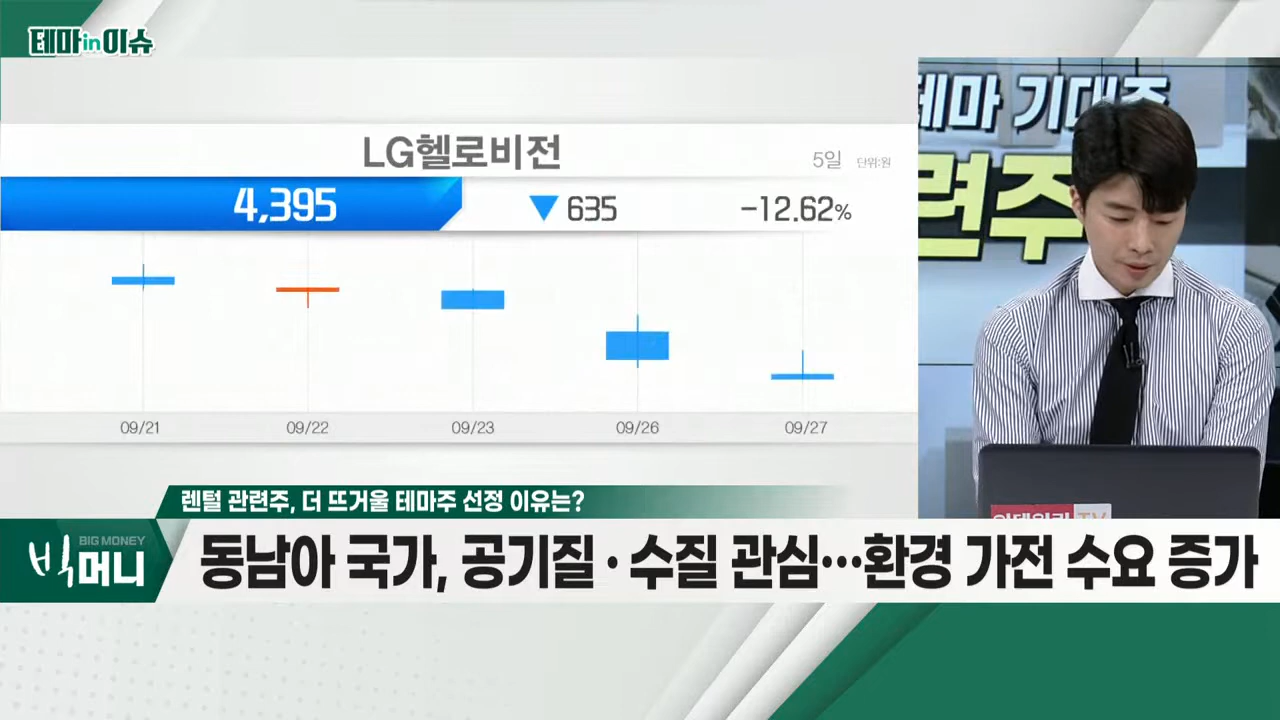 테마in이슈
테마 기대주
련주
LG헬로비전
5일 단위:원
4,395 ▼ 635 -12.62%
09/21 09/22 09/23 09/26 09/27
렌털 관련주, 더 뜨거울 테마주 선정 이유는?
BIG MONEY
빅머니
동남아 국가, 공기질·수질 관심…환경 가전 수요 증가